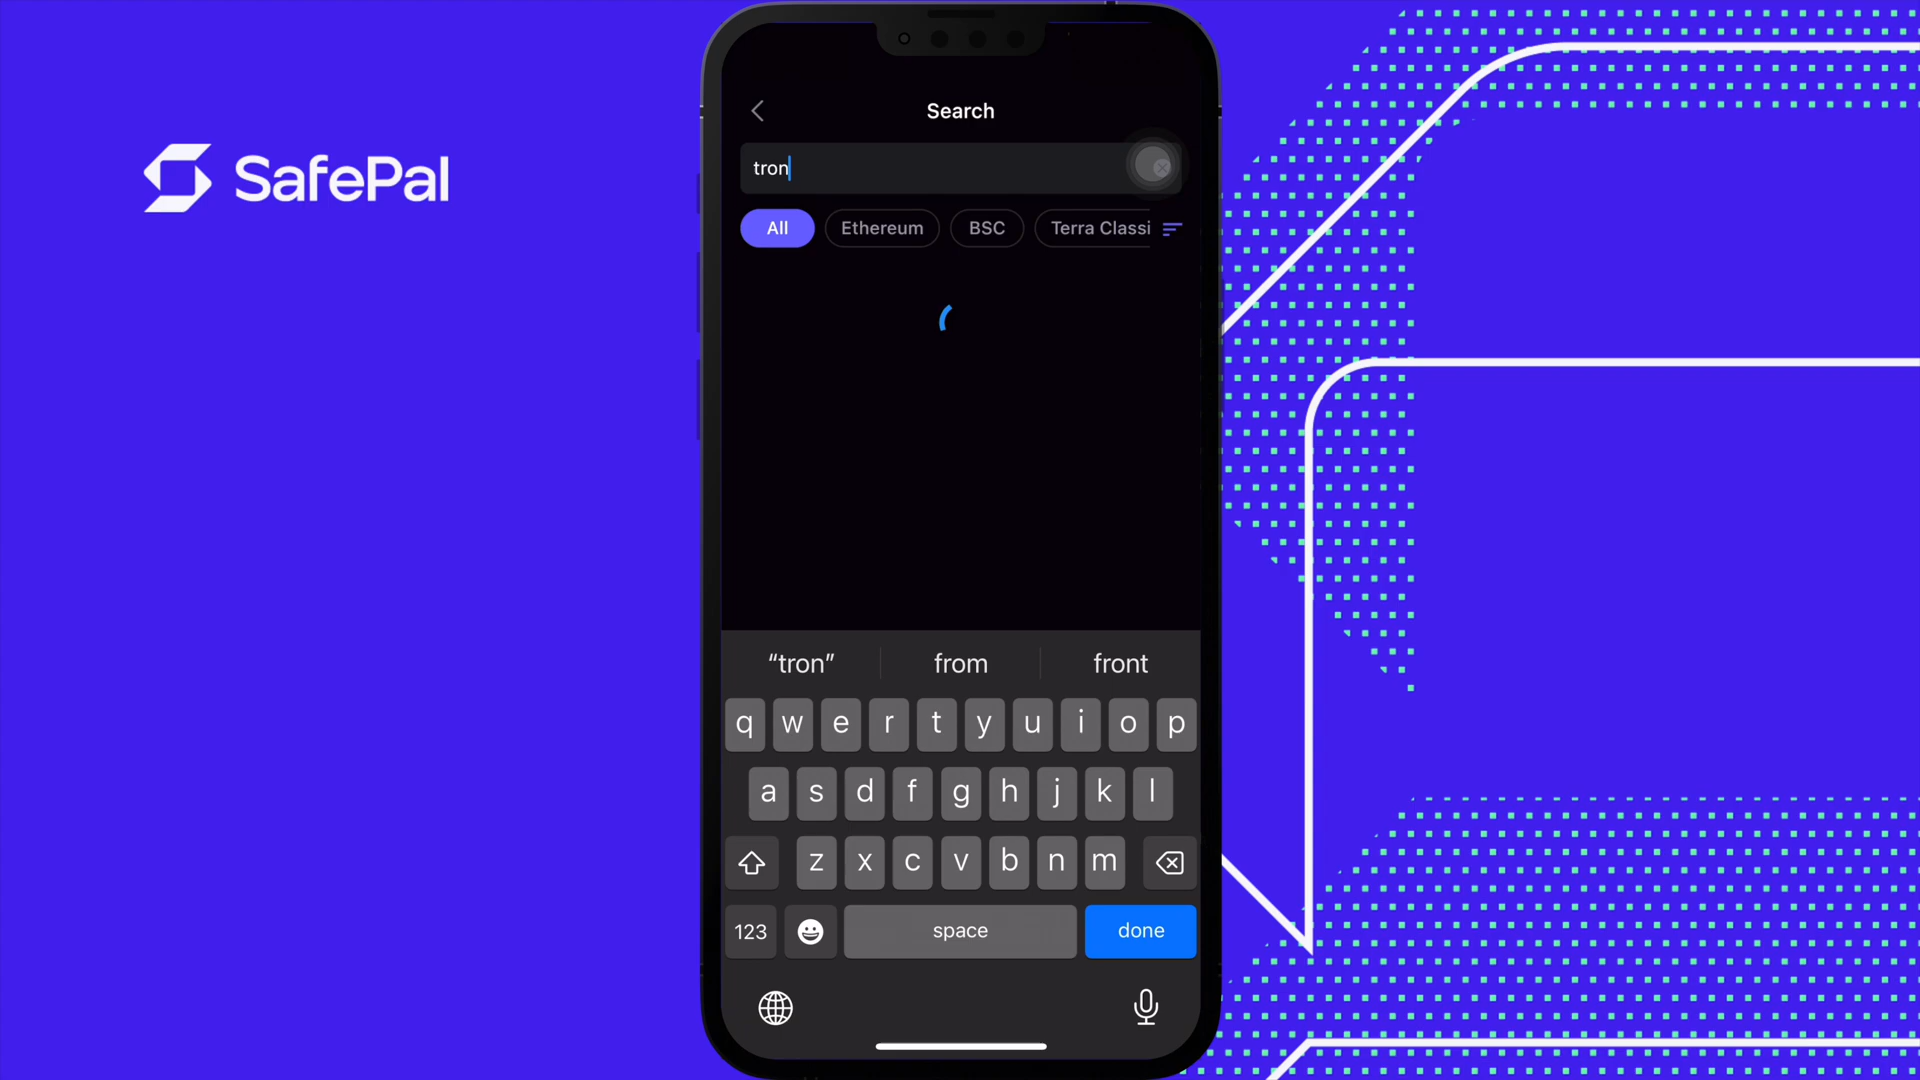 SafePal
Search
tron
All Ethereum BSC Terra Classi
“tron” from front
q w e r t y u i o p
a s d f g h j k l
z x c v b n m
123 space done